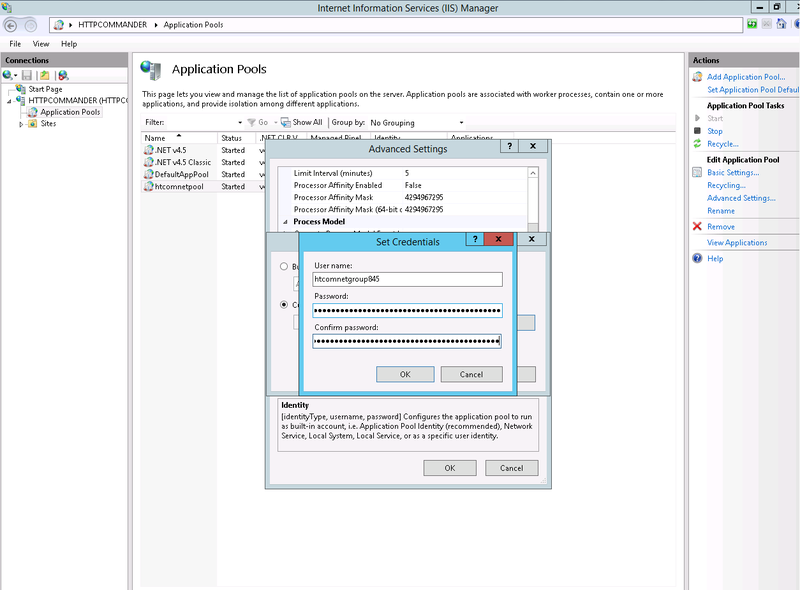 Internet Information Services (IIS) Manager
HTTPCOMMANDER
Application Pools
File View Help
Connections
Start Page
HTTPCOMMANDER (HTTPCO
Application Pools
Sites
Application Pools
This page lets you view and manage the list of application pools on the server. Application pools are associated with worker processes, contain one or more
applications, and provide isolation among different applications.
Filter: Go Show All Group by: No Grouping
Name Status .NET CLR V Managed Pipel Identity Applications
.NET v4.5 Started
.NET v4.5 Classic Started
DefaultAppPool Started
htcomnetpool Started
Advanced Settings
? X
Limit Interval (minutes) 5
Processor Affinity Enabled False
Processor Affinity Mask 4294967295
Processor Affinity Mask (64-bit c 4294967295
Process Model
Set Credentials
? X
X
Bu
Cu
User name:
htcomnetgroup845
Password:
Confirm password:
OK Cancel
Identity
[identityType, username, password] Configures the application pool to run
as built-in account, i.e. Application Pool Identity (recommended), Network
Service, Local System, Local Service, or as a specific user identity.
OK Cancel
Actions
Add Application Pool...
Set Application Pool Defaul
Application Pool Tasks
Start
Stop
Recycle...
Edit Application Pool
Basic Settings...
Recycling...
Advanced Settings...
Rename
Remove
View Applications
Help